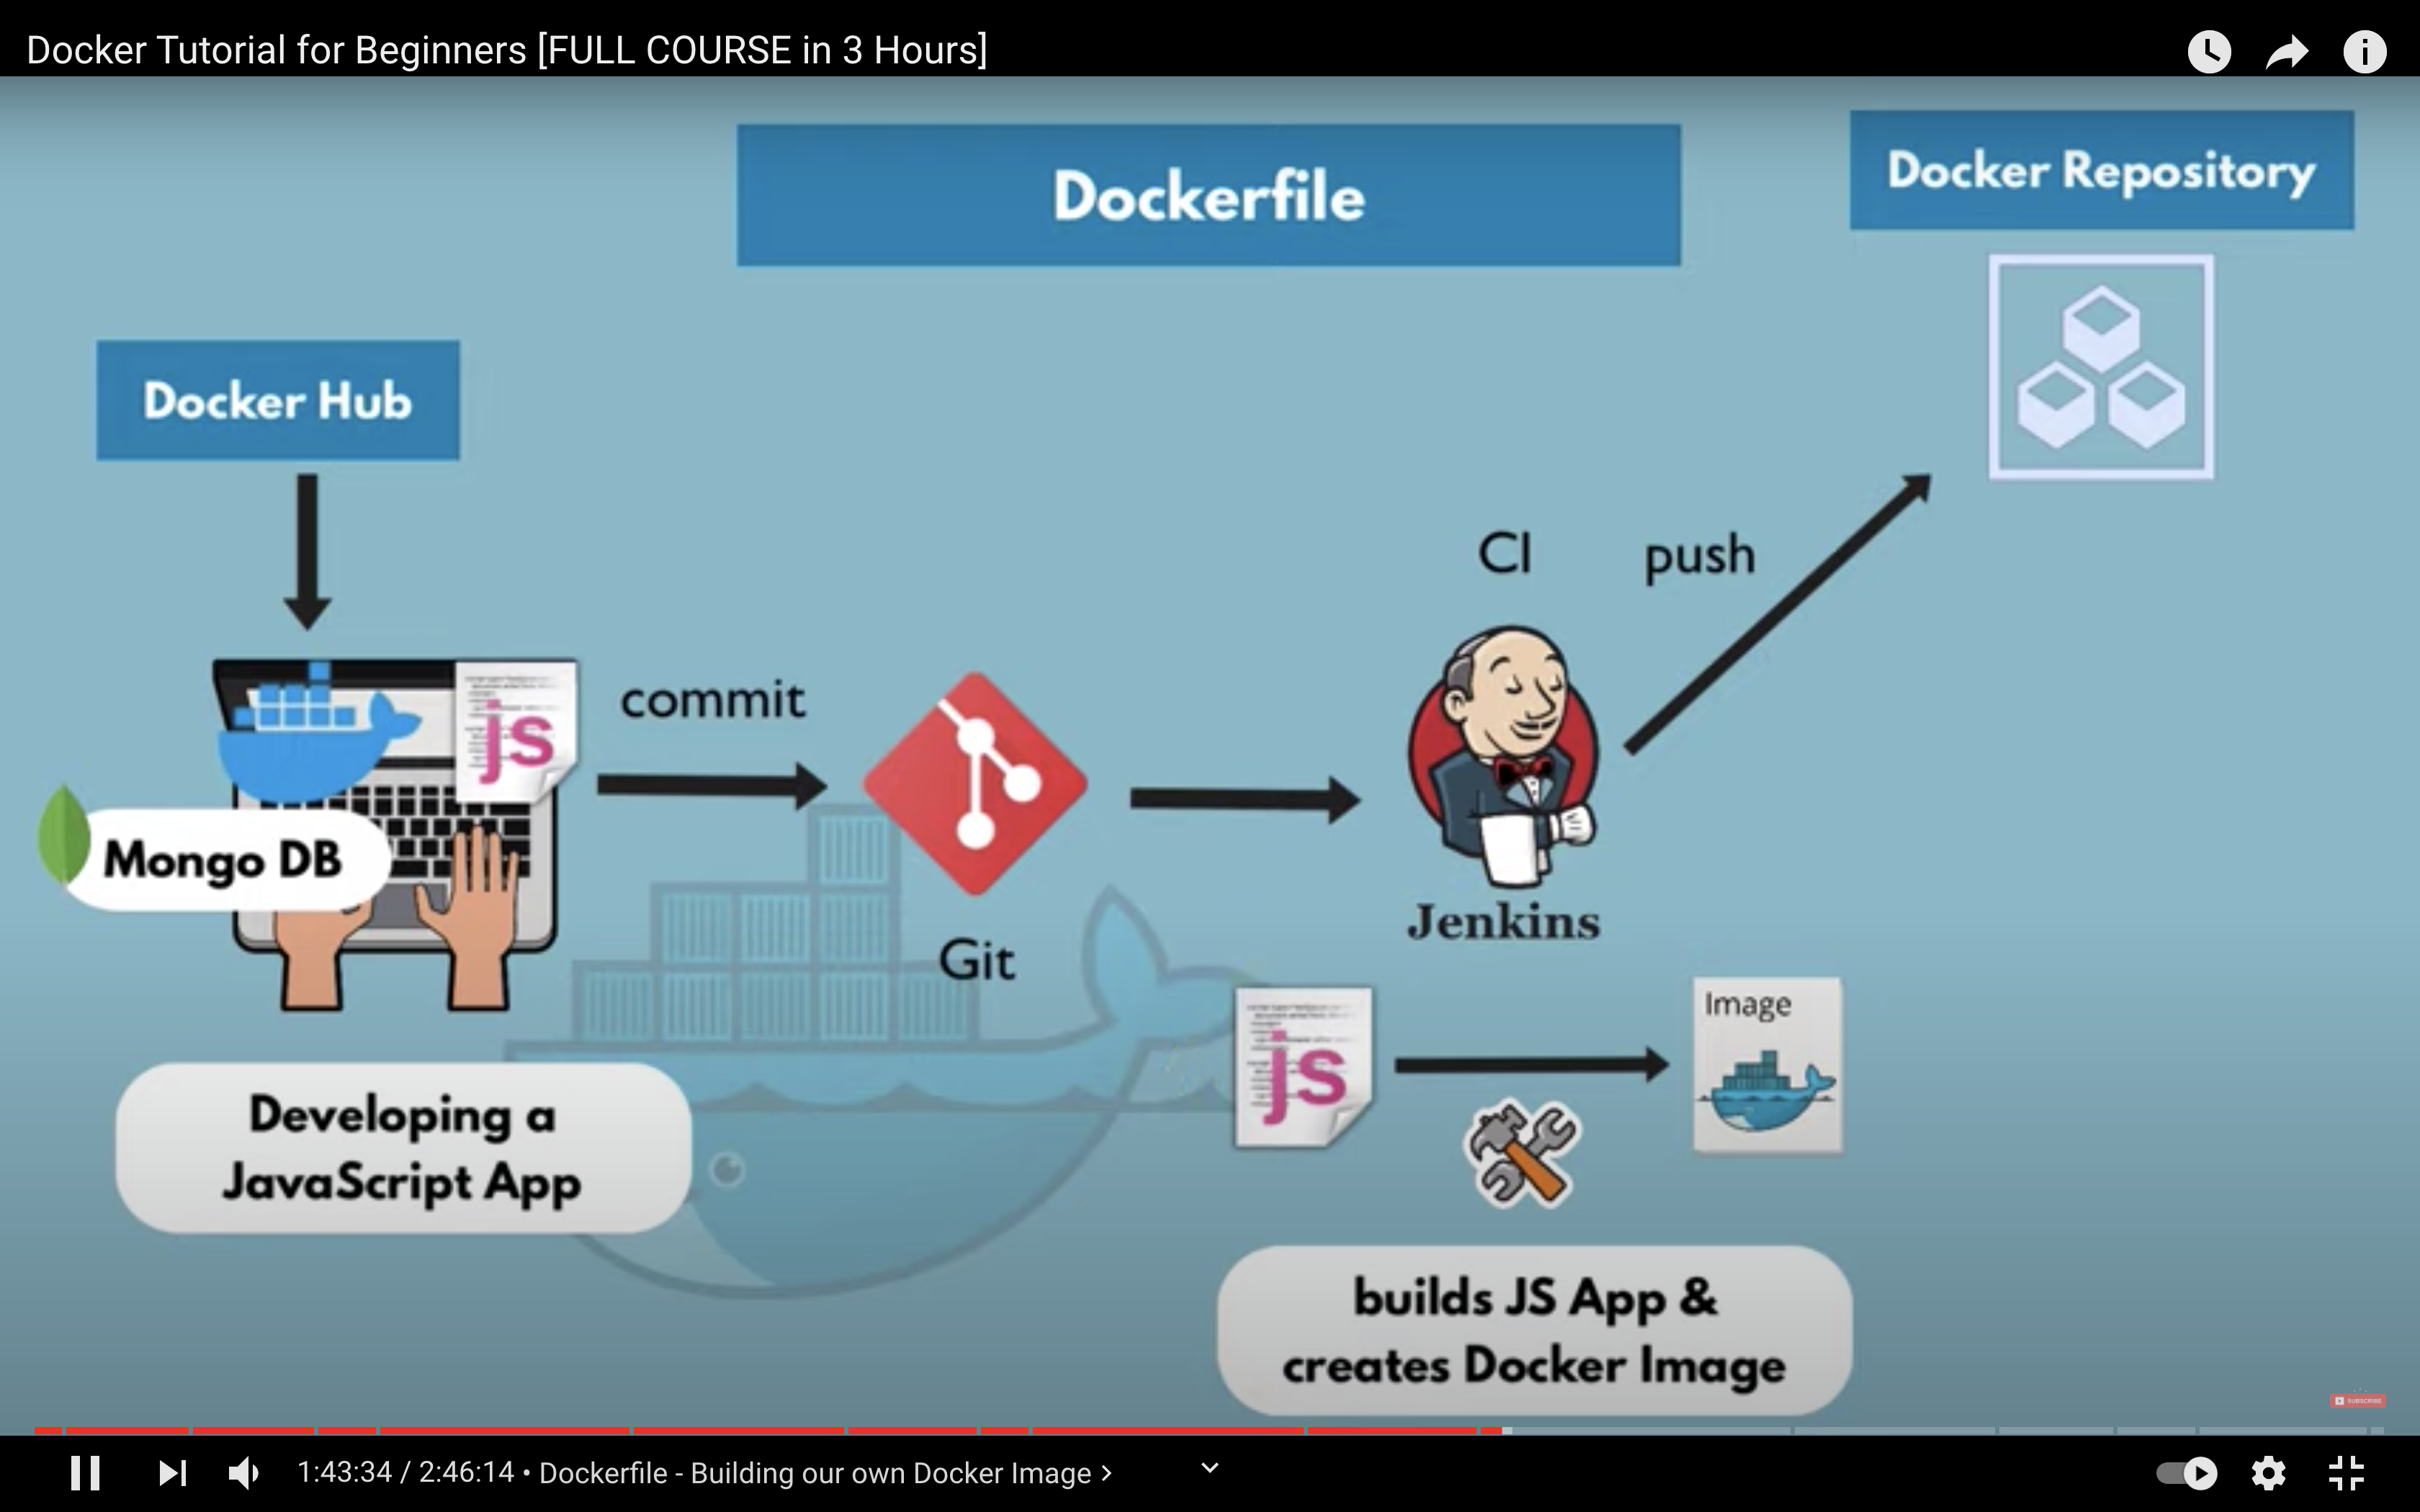 Docker Tutorial for Beginners [FULL COURSE in 3 Hours]
Dockerfile
Docker Repository
Docker Hub
CI
push
commit
js
Mongo DB
Git
Jenkins
js
Image
Developing a
JavaScript App
builds JS App &
creates Docker Image
SUBSCRIBE
1:43:34 / 2:46:14 • Dockerfile - Building our own Docker Image >